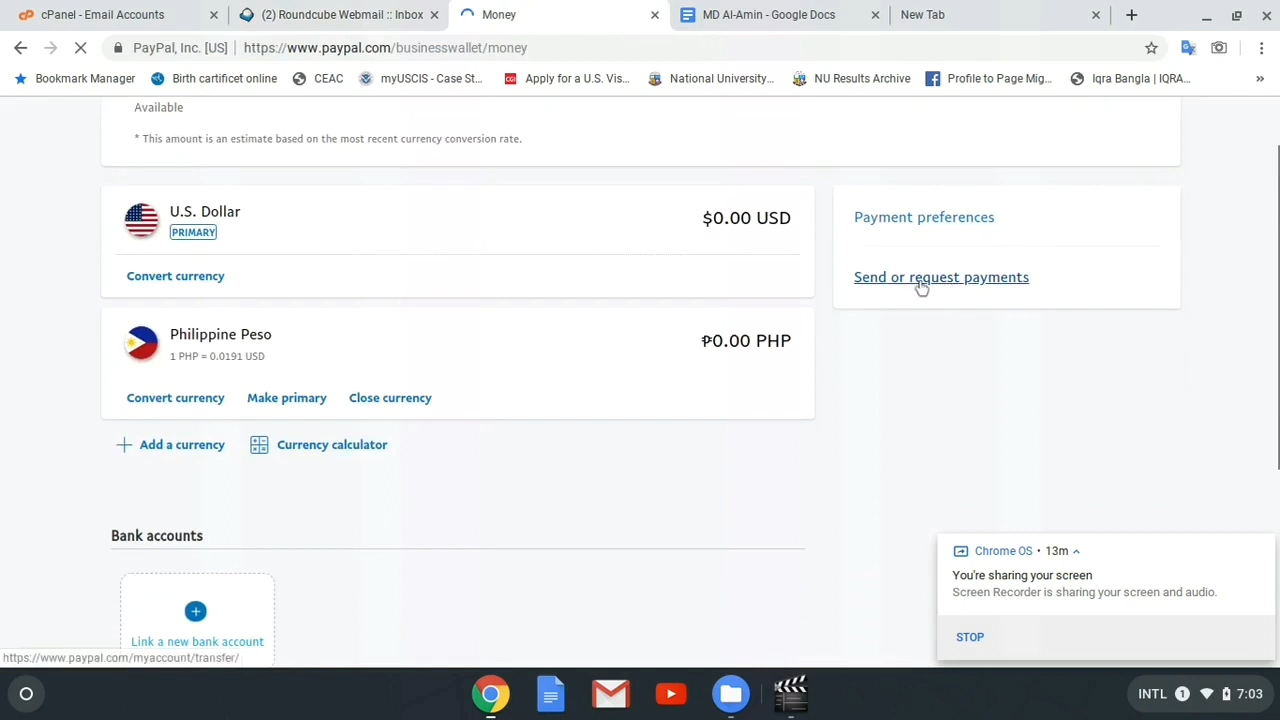 cPanel - Email Accounts
(2) Roundcube Webmail :: Inbox
Money
MD Al-Amin - Google Docs
New Tab
PayPal, Inc. [US] | https://www.paypal.com/businesswallet/money
Bookmark Manager
Birth certificet online
CEAC
myUSCIS - Case St...
CGI
Apply for a U.S. Vis...
National University...
NU Results Archive
Profile to Page Mig...
Iqra Bangla | IQRA...
»
Available
* This amount is an estimate based on the most recent currency conversion rate.
U.S. Dollar
PRIMARY
$0.00 USD
Convert currency
Payment preferences
Send or request payments
Philippine Peso
1 PHP = 0.0191 USD
₱0.00 PHP
Convert currency
Make primary
Close currency
Add a currency
Currency calculator
Bank accounts
Link a new bank account
https://www.paypal.com/myaccount/transfer/
Chrome OS • 13m
You're sharing your screen
Screen Recorder is sharing your screen and audio.
STOP
INTL 1 7:03